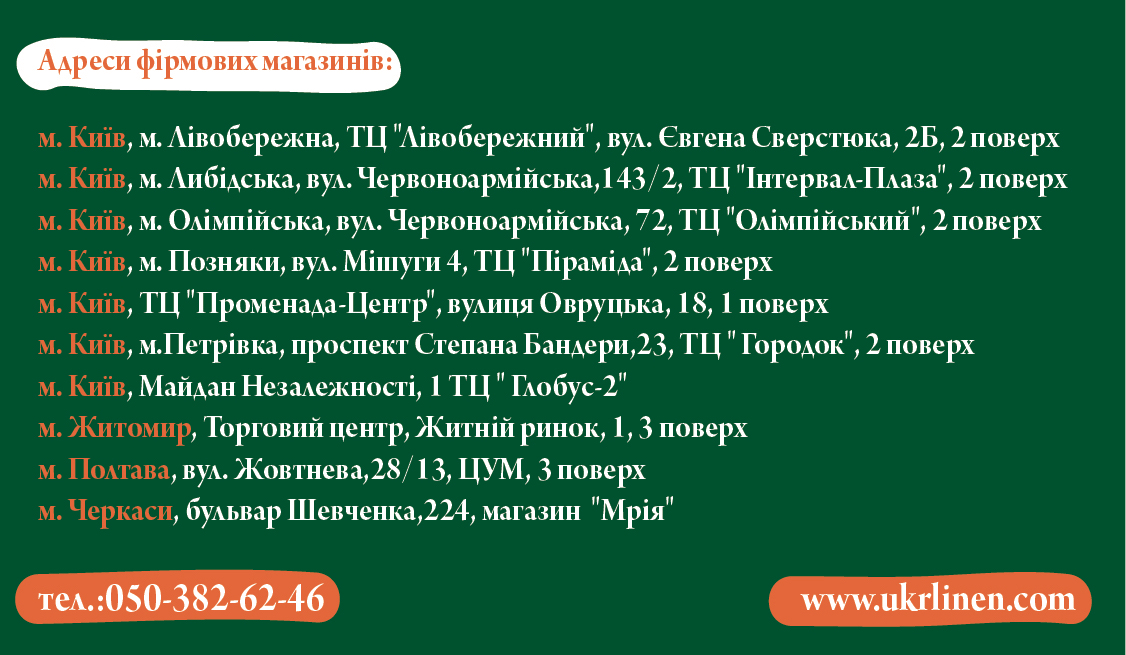 Адреси фірмових магазинів:
м. Київ, м. Лівобережна, ТЦ "Лівобережний", вул. Євгена Сверстюка, 2Б, 2 поверх
м. Київ, м. Либідська, вул. Червоноармійська,143/2, ТЦ "Інтервал-Плаза", 2 поверх
м. Київ, м. Олімпійська, вул. Червоноармійська, 72, ТЦ "Олімпійський", 2 поверх
м. Київ, м. Позняки, вул. Мішуги 4, ТЦ "Піраміда", 2 поверх
м. Київ, ТЦ "Променада-Центр", вулиця Овруцька, 18, 1 поверх
м. Київ, м.Петрівка, проспект Степана Бандери,23, ТЦ " Городок", 2 поверх
м. Київ, Майдан Незалежності, 1 ТЦ " Глобус-2"
м. Житомир, Торговий центр, Житній ринок, 1, 3 поверх
м. Полтава, вул. Жовтнева,28/13, ЦУМ, 3 поверх
м. Черкаси, бульвар Шевченка,224, магазин "Мрія"
тел.:050-382-62-46
www.ukrlinen.com